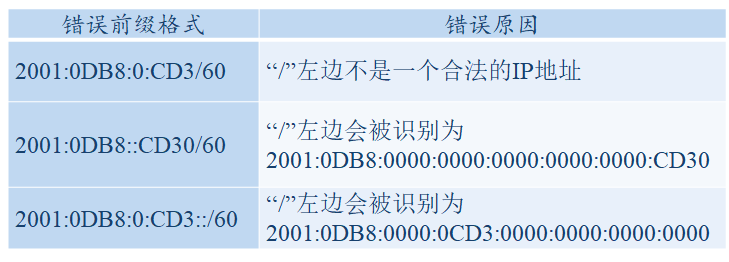 错误前缀格式 错误原因
2001:0DB8:0:CD3/60 “/”左边不是一个合法的IP地址
2001:0DB8::CD30/60 “/”左边会被识别为
2001:0DB8:0000:0000:0000:0000:0000:CD30
2001:0DB8:0:CD3::/60 “/”左边会被识别为
2001:0DB8:0000:0CD3:0000:0000:0000:0000